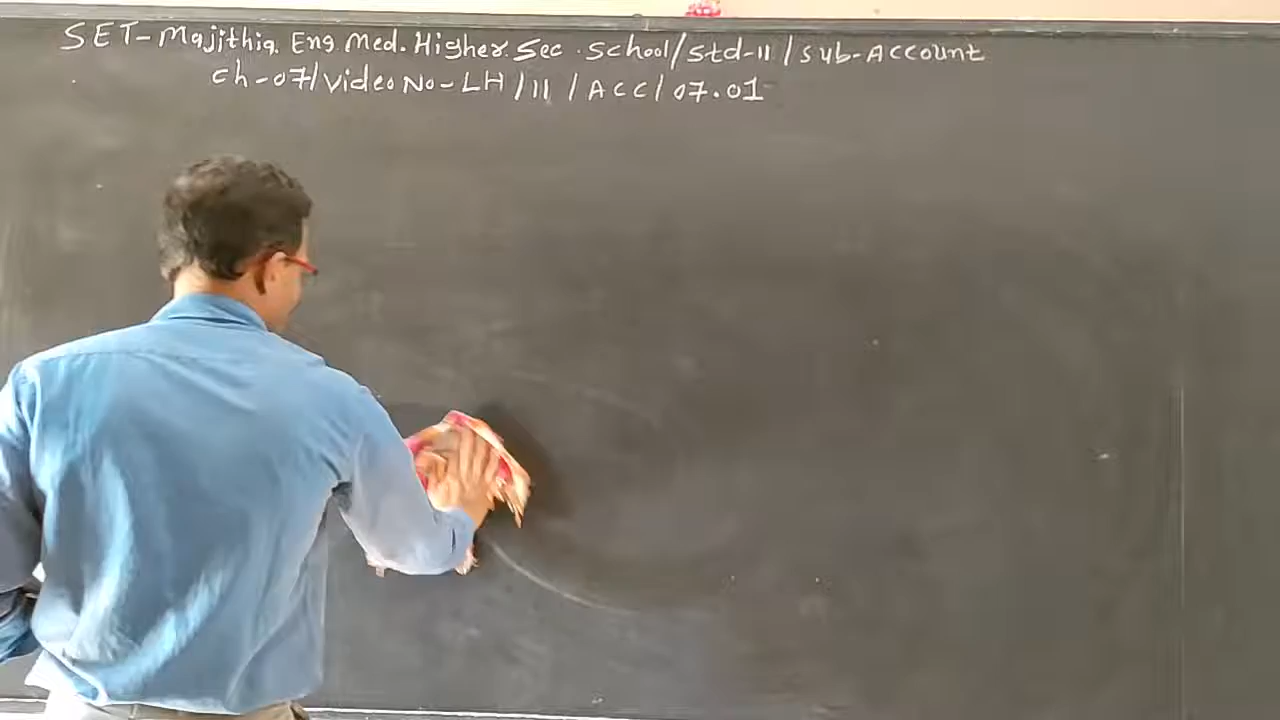 SET-Majithia Eng Med. Higher. Sec. School/Std-11/Sub-Account
Ch-07/Video No-LH/11/ACC/07.01